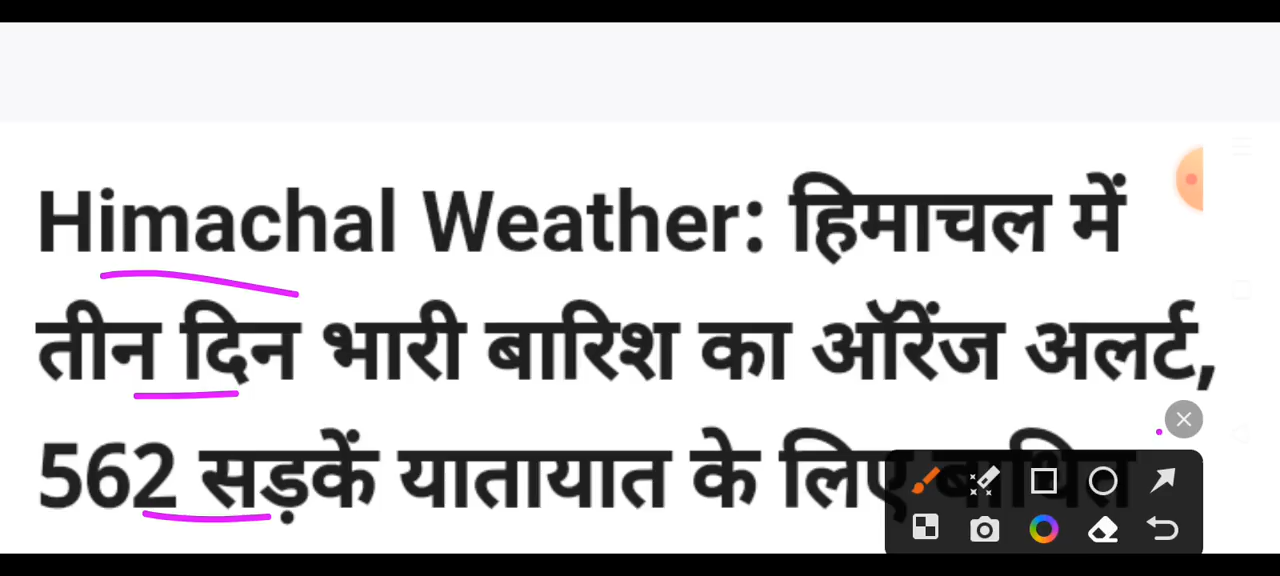 Himachal Weather: हिमाचल में
तीन दिन भारी बारिश का ऑरेंज अलर्ट,
562 सड़कें यातायात के लिए बाधित